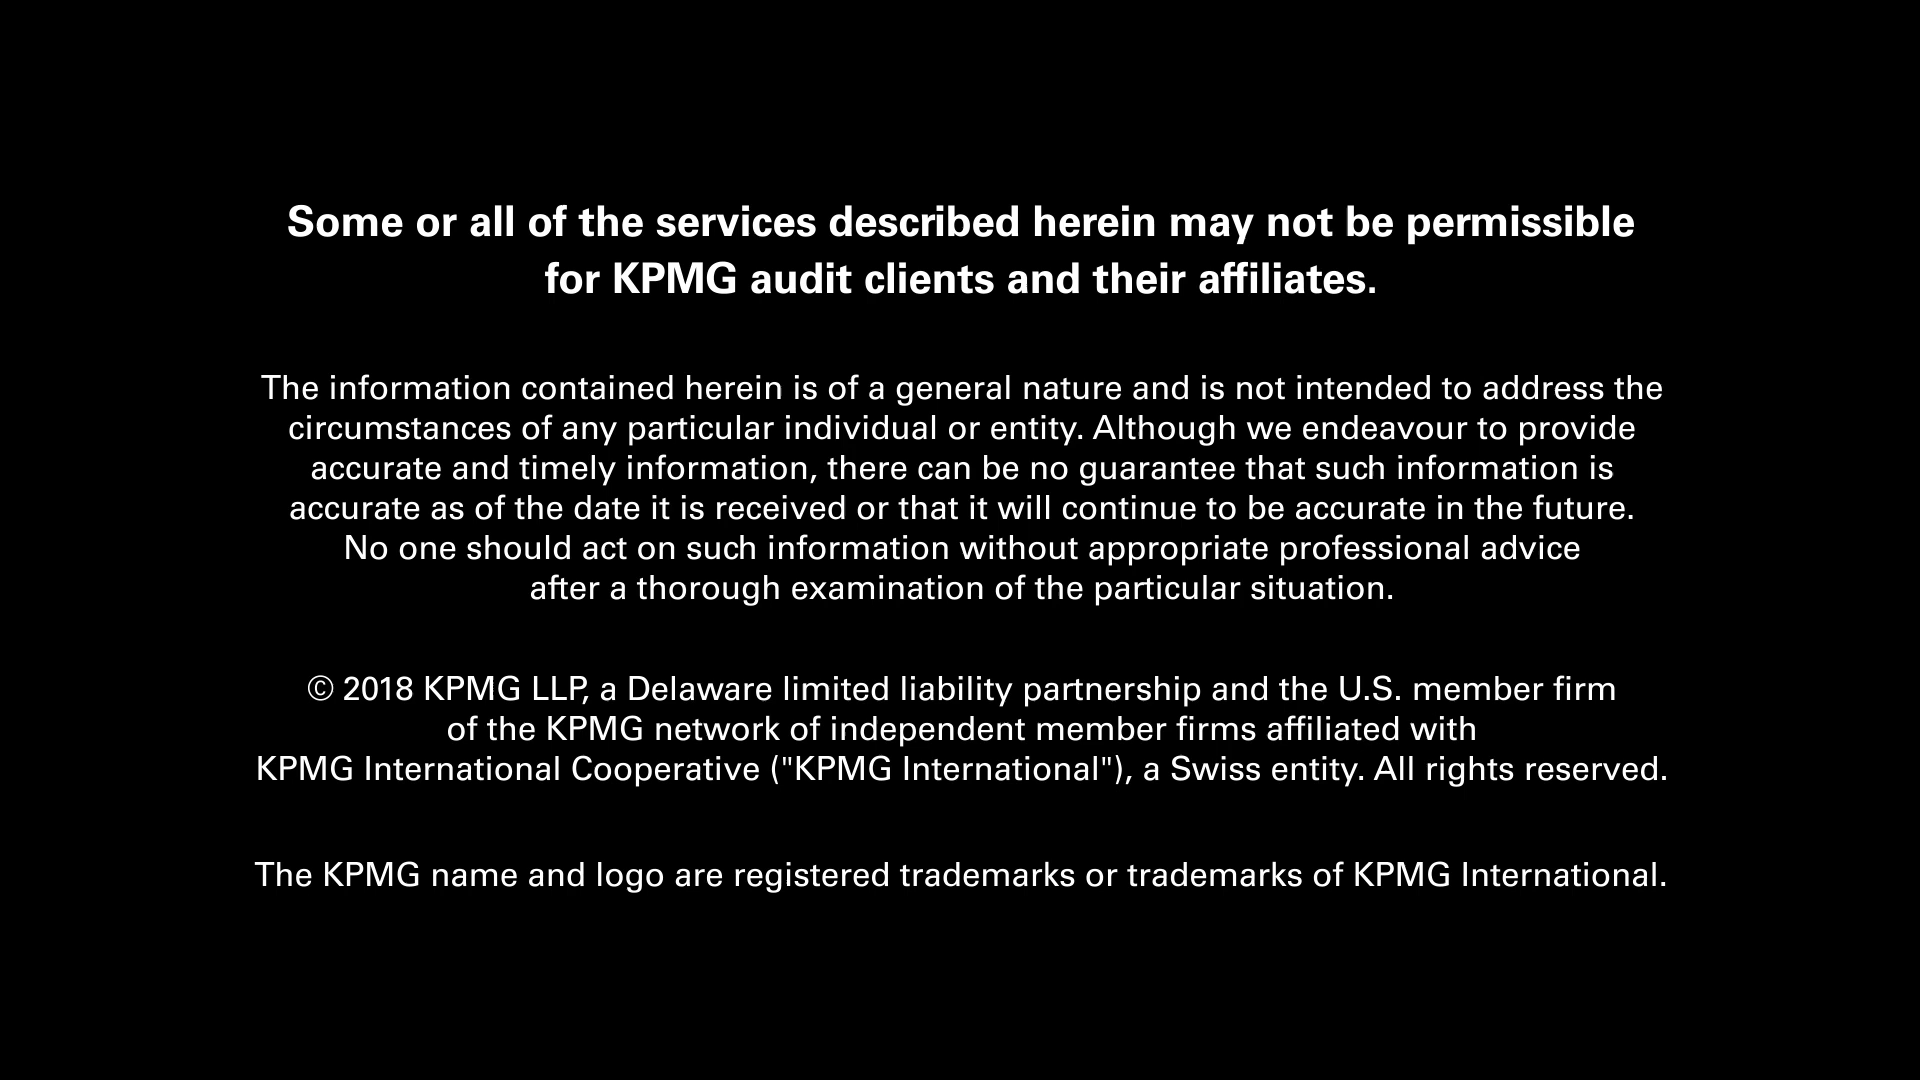 Some or all of the services described herein may not be permissible
for KPMG audit clients and their affiliates.
The information contained herein is of a general nature and is not intended to address the
circumstances of any particular individual or entity. Although we endeavour to provide
accurate and timely information, there can be no guarantee that such information is
accurate as of the date it is received or that it will continue to be accurate in the future.
No one should act on such information without appropriate professional advice
after a thorough examination of the particular situation.
© 2018 KPMG LLP, a Delaware limited liability partnership and the U.S. member firm
of the KPMG network of independent member firms affiliated with
KPMG International Cooperative ("KPMG International"), a Swiss entity. All rights reserved.
The KPMG name and logo are registered trademarks or trademarks of KPMG International.